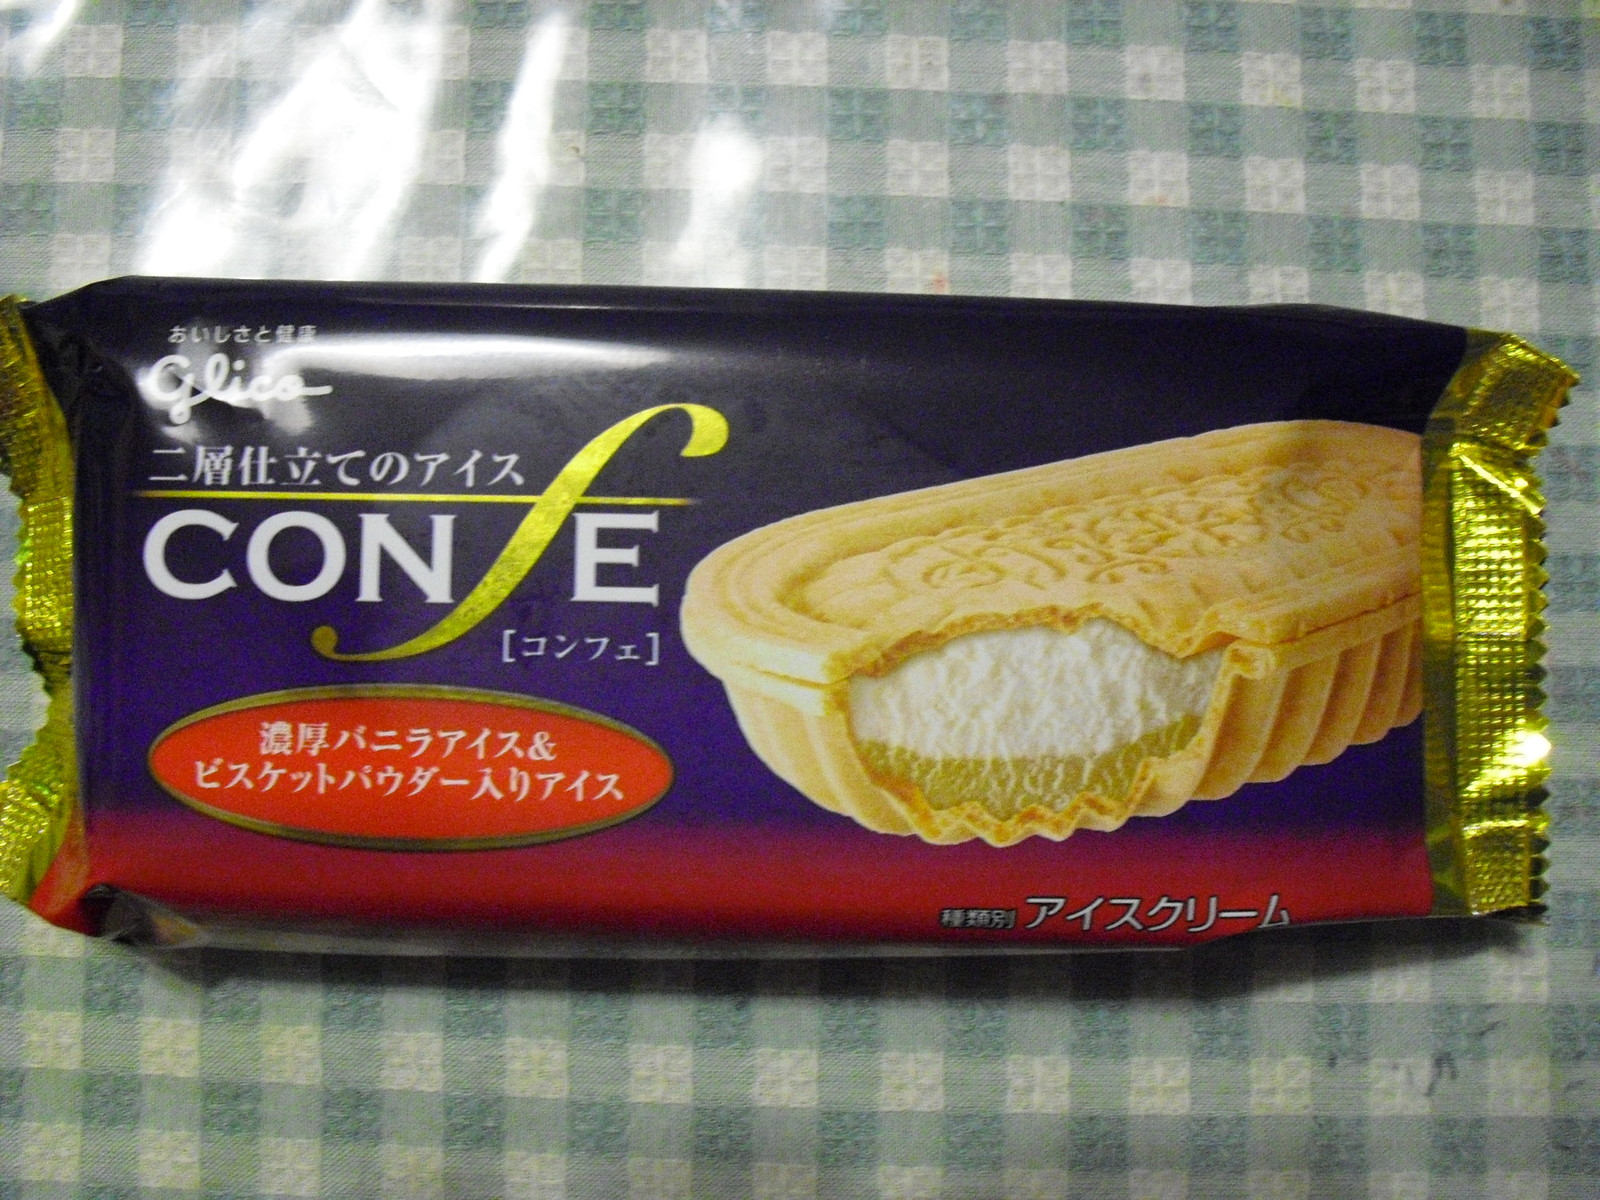 おいしさと健康
Glico
二層仕立てのアイス
CONfE
[コンフェ]
濃厚バニラアイス&
ビスケットパウダー入りアイス
種類別 アイスクリーム